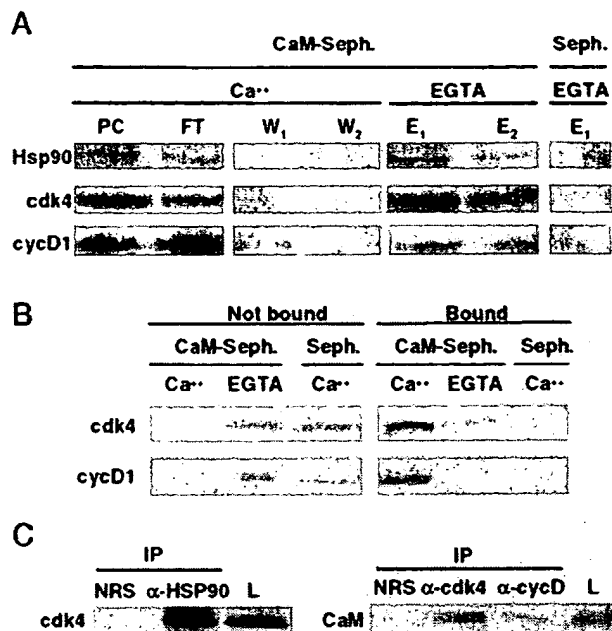 A
CaM-Seph. Seph.
Ca++ EGTA EGTA
PC FT W1 W2 E1 E2 E1
Hsp90
cdk4
cycD1
B
Not bound Bound
CaM-Seph. Seph. CaM-Seph. Seph.
Ca++ EGTA Ca++ Ca++ EGTA Ca++
cdk4
cycD1
C
IP IP
NRS α-HSP90 L NRS α-cdk4 α-cycD L
cdk4 CaM